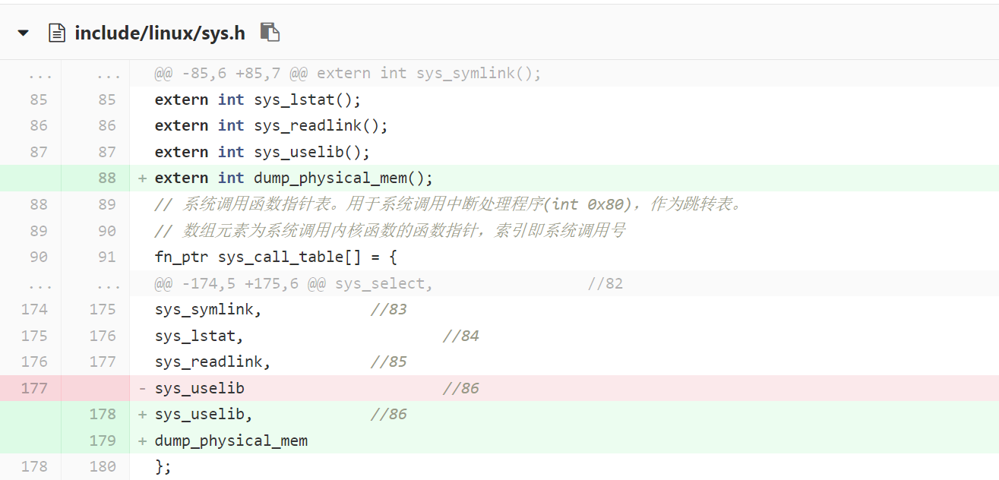 include/linux/sys.h
... ... @@ -85,6 +85,7 @@ extern int sys_symlink();
85 85 extern int sys_lstat();
86 86 extern int sys_readlink();
87 87 extern int sys_uselib();
88 + extern int dump_physical_mem();
88 89 // 系统调用函数指针表。用于系统调用中断处理程序(int 0x80)，作为跳转表。
89 90 // 数组元素为系统调用内核函数的函数指针，索引即系统调用号
90 91 fn_ptr sys_call_table[] = {
... ... @@ -174,5 +175,6 @@ sys_select, //82
174 175 sys_symlink, //83
175 176 sys_lstat, //84
176 177 sys_readlink, //85
177 - sys_uselib //86
178 + sys_uselib, //86
179 + dump_physical_mem
178 180 };